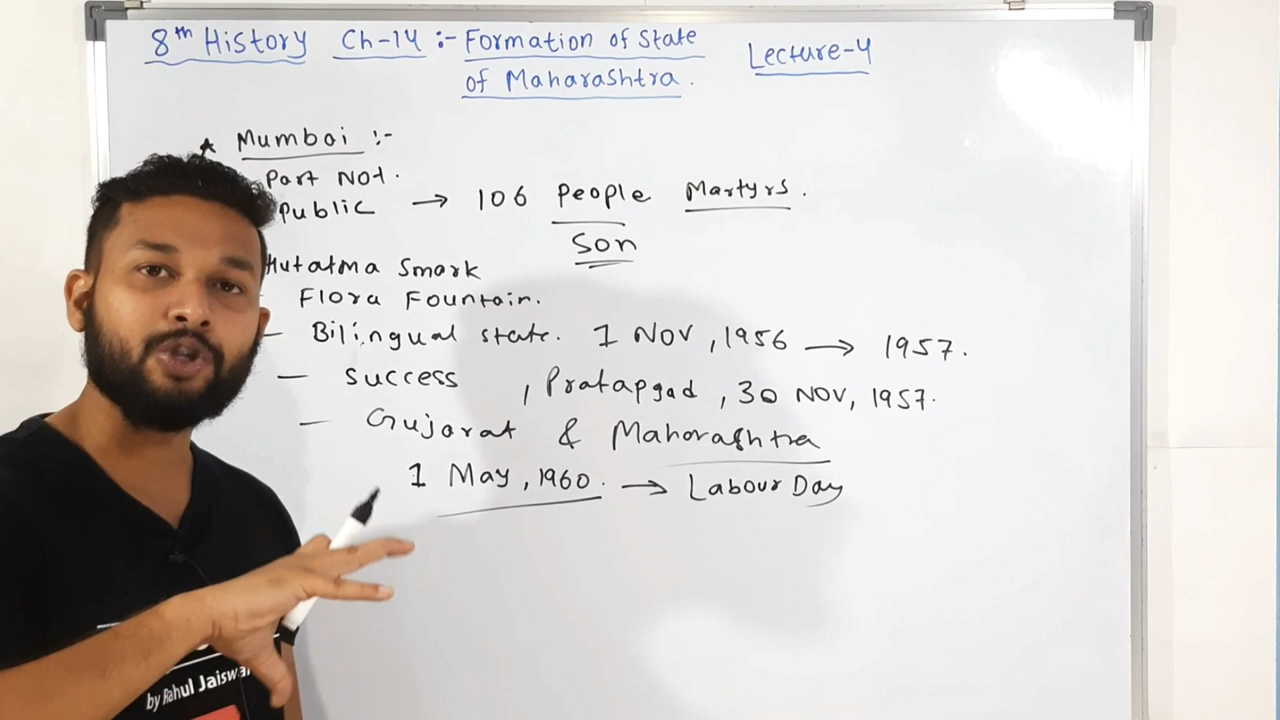 8th History Ch-14 :- Formation of State
of Maharashtra. Lecture-4
* Mumbai :-
Part Not.
Public → 106 People Martyrs.
Son
Hutatma Smark
Flora Fountain.
- Bilingual state. 1 Nov, 1956 → 1957.
- Success , Pratapgad, 30 Nov, 1957.
- Gujarat & Maharashtra
1 May, 1960. → Labour Day
by Rahul Jaiswa